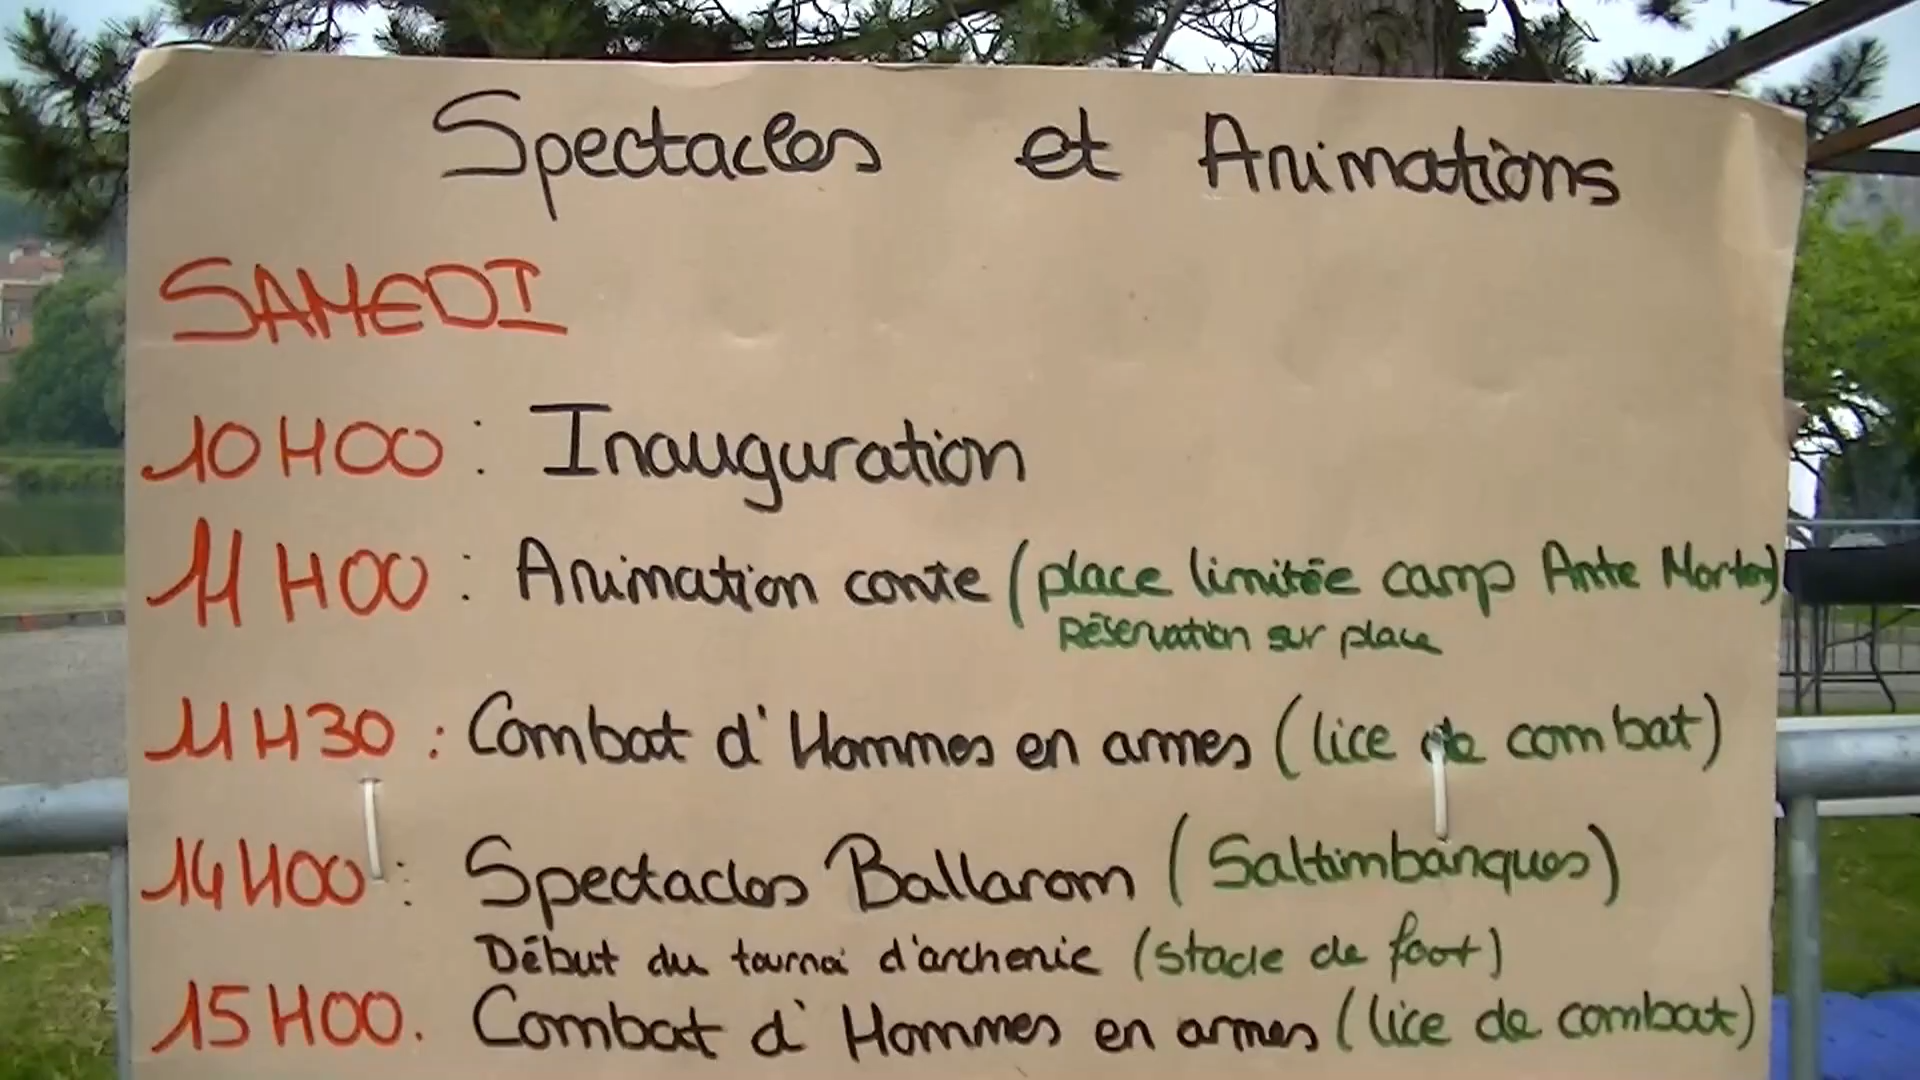 Spectacles et Animations
SAMEDI
10H00 : Inauguration
11H00 : Animation conte (place limitée camp Ante Mortem)
Réservation sur place
11H30 : Combat d'Hommes en armes (lice de combat)
14H00 : Spectacles Ballarom (Saltimbanques)
Début du tournoi d'archerie (stade de foot)
15H00. Combat d'Hommes en armes (lice de combat)